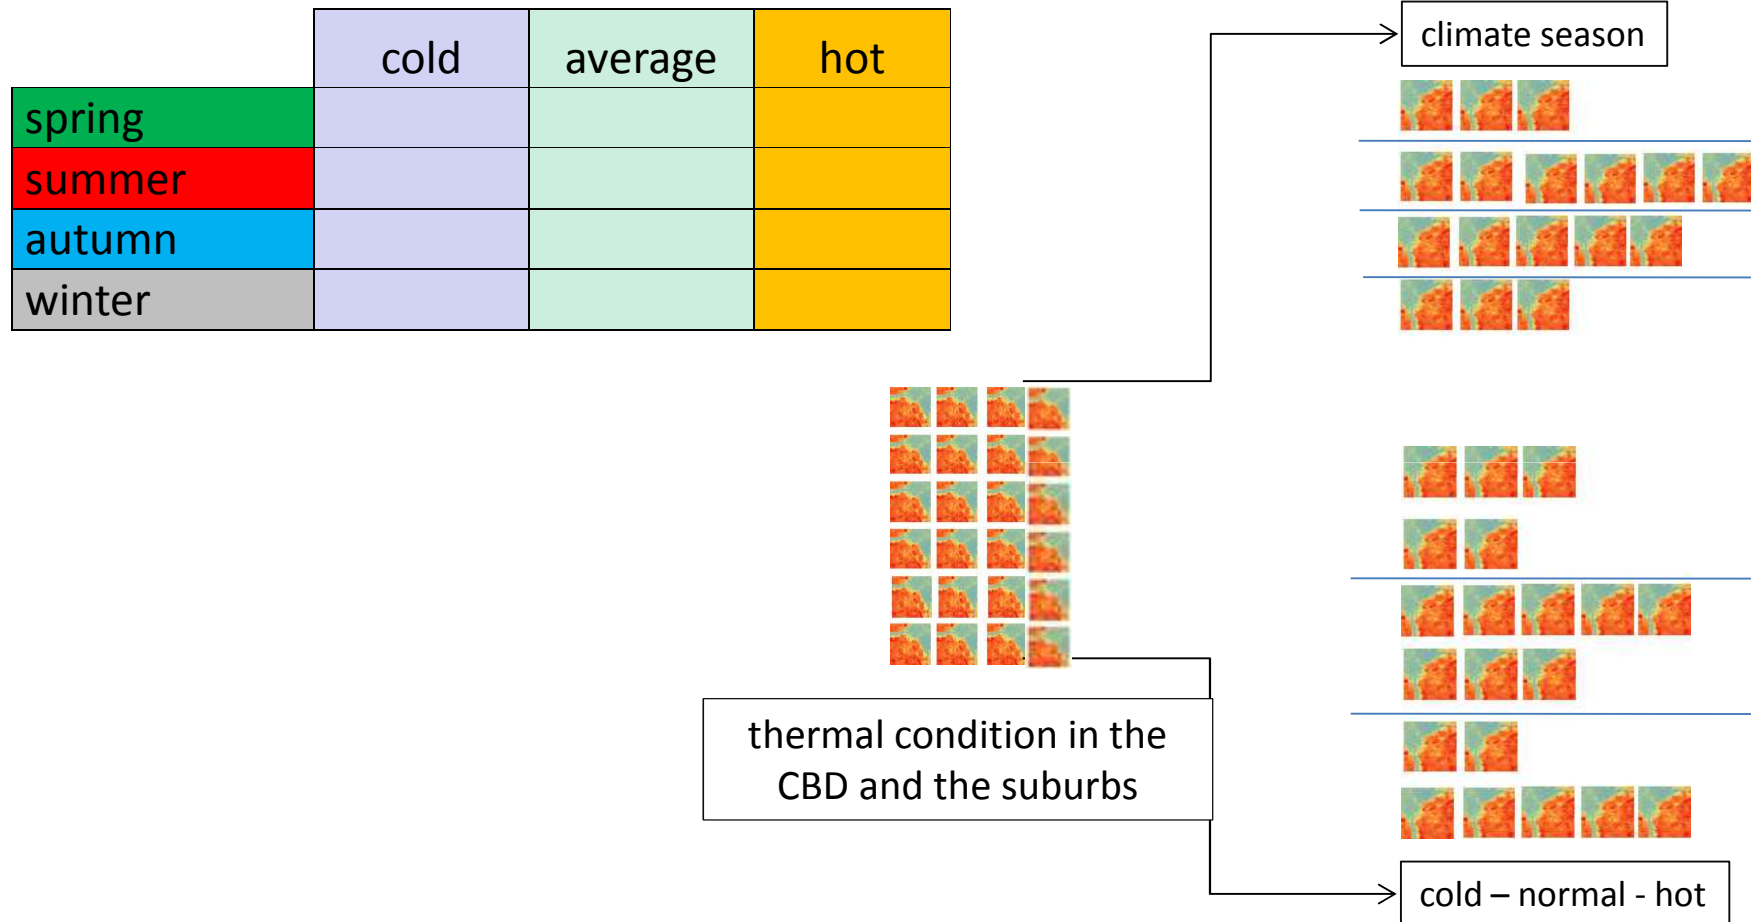 cold average hot
spring
summer
autumn
winter
climate season
thermal condition in the
CBD and the suburbs
cold – normal - hot